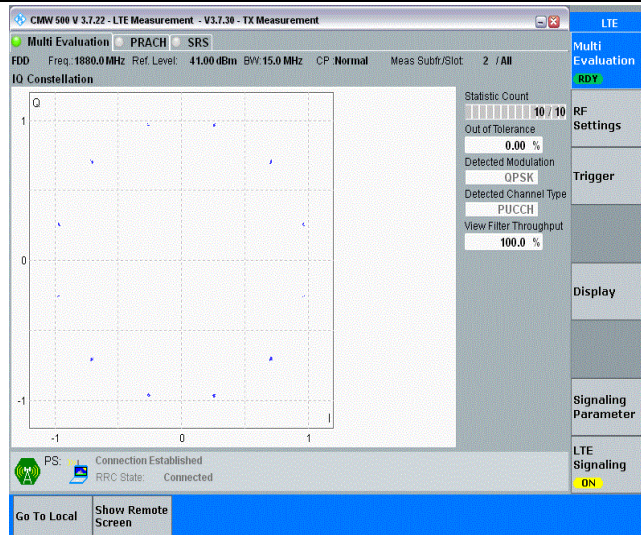 CMW 500 V 3.7.22 - LTE Measurement - V3.7.30 - TX Measurement
LTE
Multi Evaluation PRACH SRS
Multi
Evaluation
RDY
FDD Freq.:1880.0 MHz Ref. Level: 41.00 dBm BW:15.0 MHz CP :Normal Meas Subfr./Slot: 2 / All
IQ Constellation
Q
1
0
-1
-1 0 1
I
Statistic Count
10 / 10
Out of Tolerance
0.00 %
Detected Modulation
QPSK
Detected Channel Type
PUCCH
View Filter Throughput
100.0 %
RF
Settings
Trigger
Display
Signaling
Parameter
LTE
Signaling
ON
PS: Connection Established
RRC State: Connected
Go To Local
Show Remote
Screen